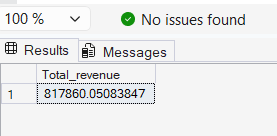 100 %
No issues found
Results Messages
Total_revenue
1 817860.05083847